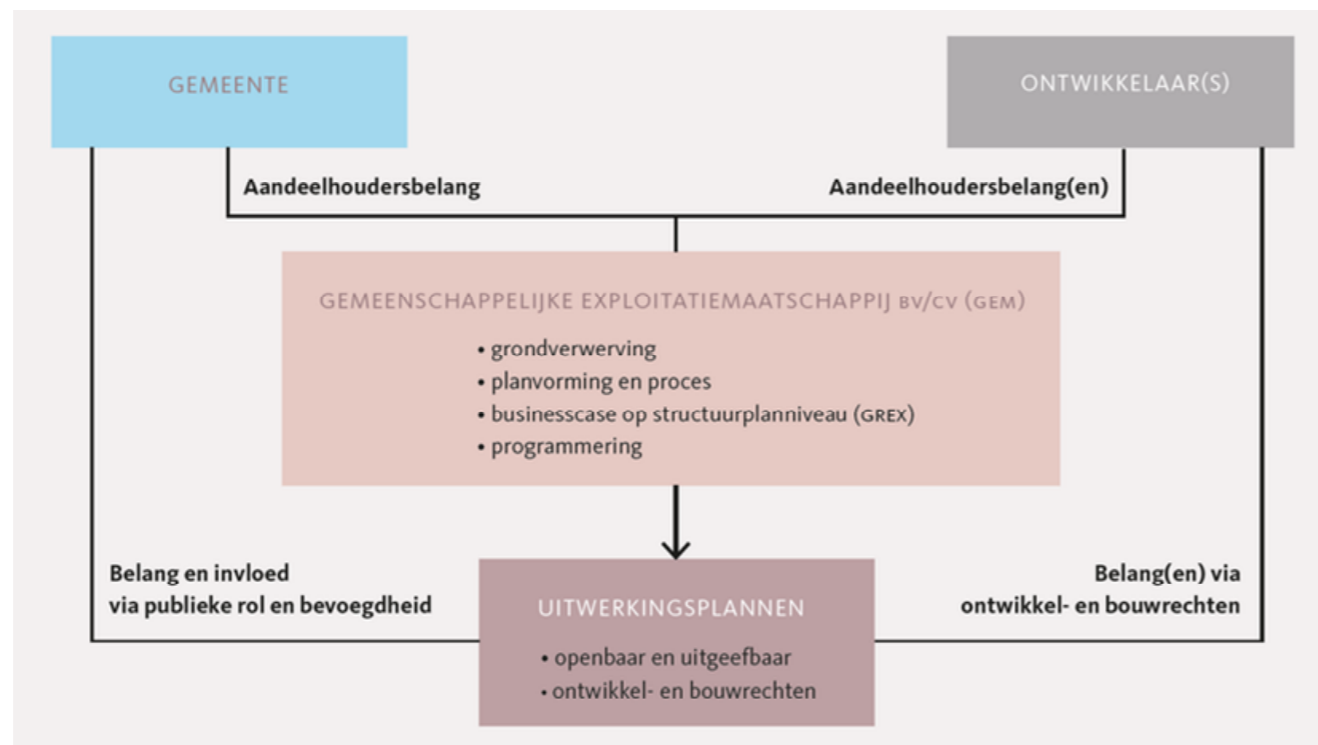 GEMEENTE
ONTWIKKELAAR(S)
Aandeelhoudersbelang
Aandeelhoudersbelang(en)
GEMEENSCHAPPELIJKE EXPLOITATIEMAATSCHAPPIJ BV/CV (GEM)
• grondverwerving
• planvorming en proces
• businesscase op structuurplanniveau (GREX)
• programmering
Belang en invloed
via publieke rol en bevoegdheid
Belang(en) via
ontwikkel- en bouwrechten
UITWERKINGSPLANNEN
• openbaar en uitgeefbaar
• ontwikkel- en bouwrechten